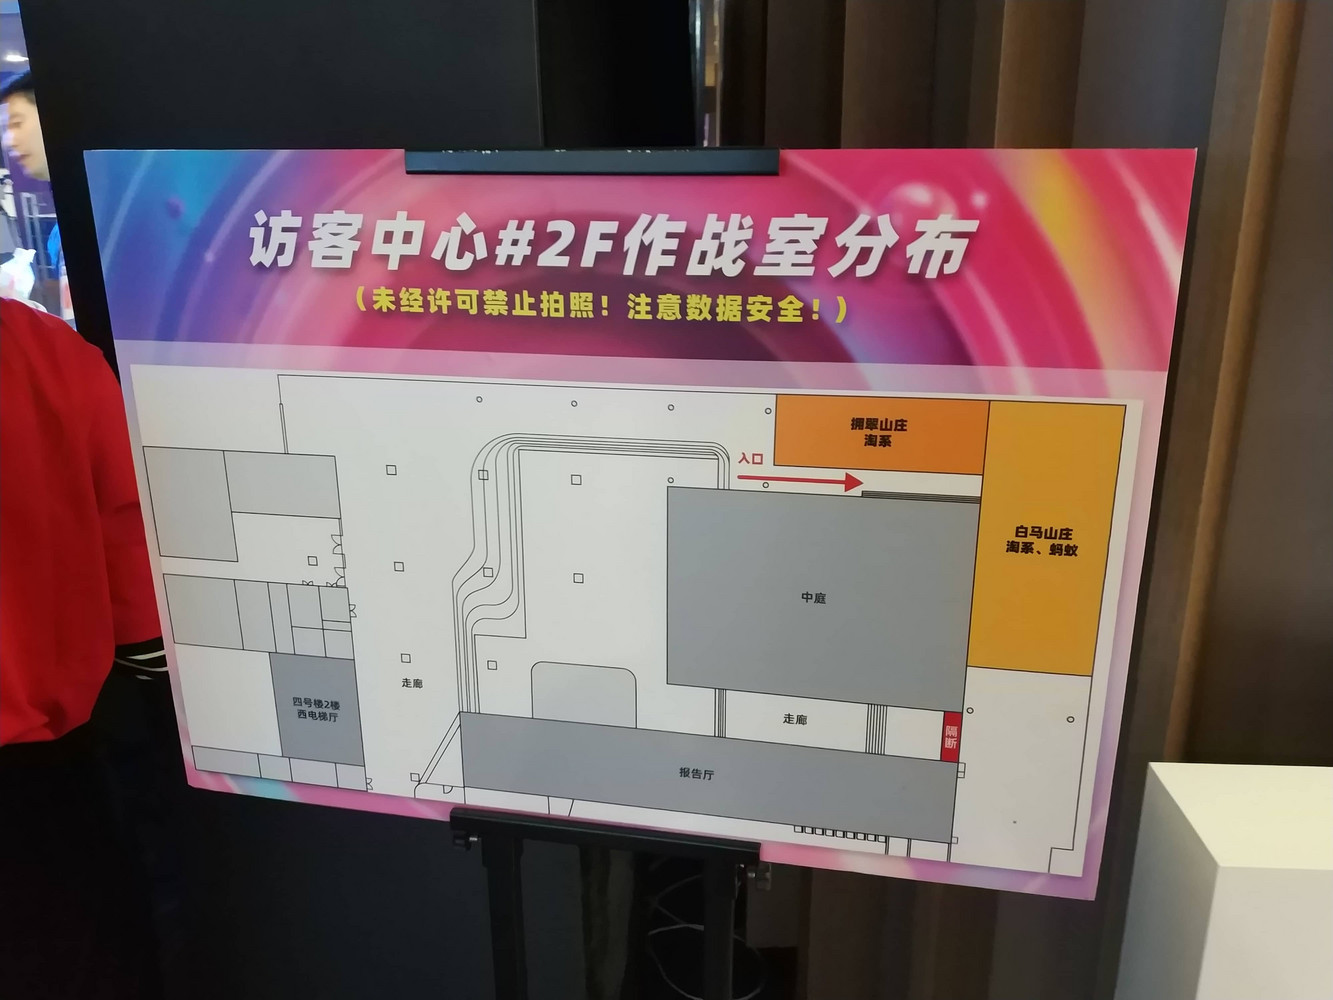 访客中心#2F作战室分布
(未经许可禁止拍照！注意数据安全！)
拥翠山庄
淘系
入口
白马山庄
淘系、蚂蚁
中庭
走廊
四号楼2楼
西电梯厅
走廊
隔断
报告厅